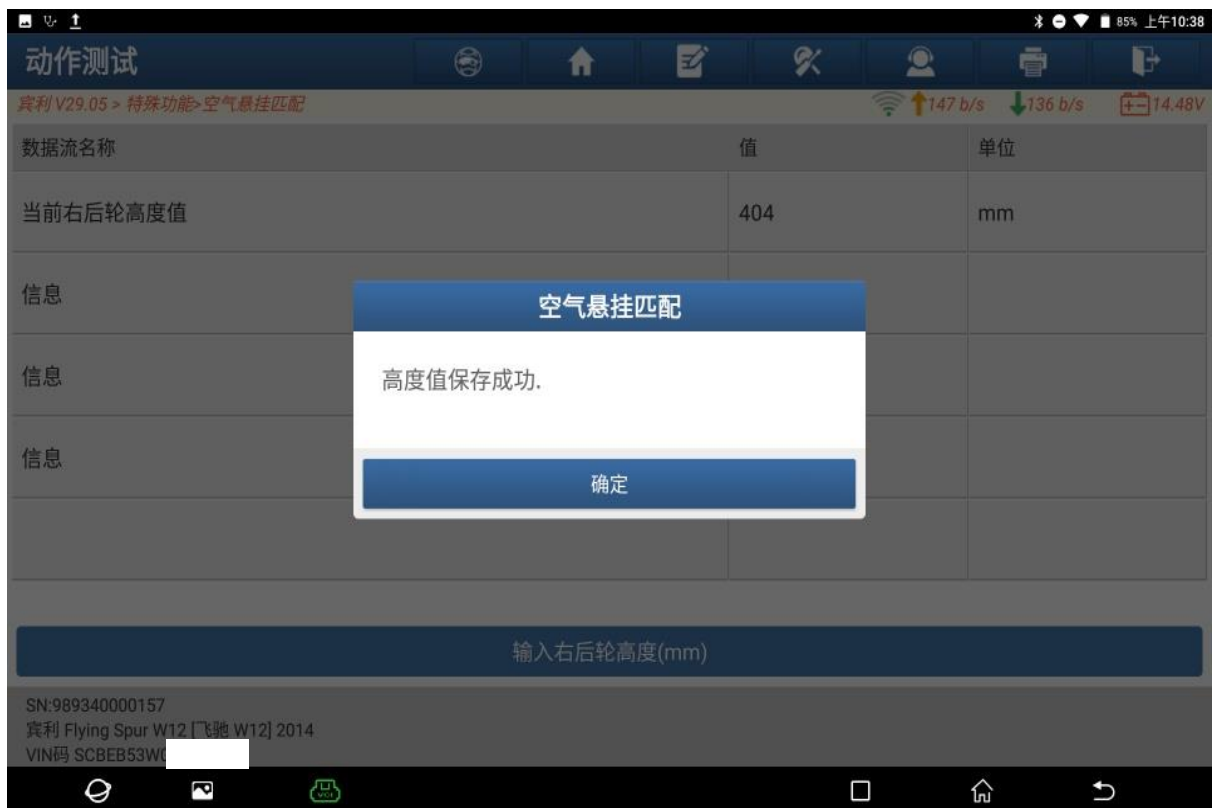 85% 上午10:38
动作测试
宾利 V29.05 > 特殊功能>空气悬挂匹配 147 b/s 136 b/s 14.48V
数据流名称 值 单位
当前右后轮高度值 404 mm
信息
空气悬挂匹配
信息
高度值保存成功.
信息
确定
输入右后轮高度(mm)
SN:989340000157
宾利 Flying Spur W12 [飞驰 W12] 2014
VIN码 SCBEB53W
VCI